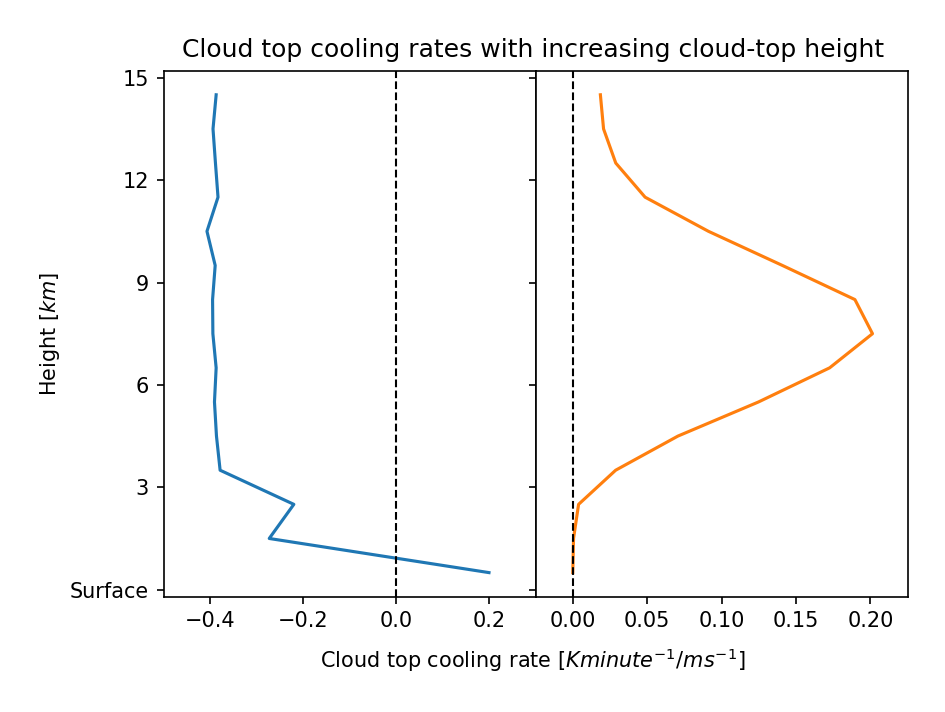 Cloud top cooling rates with increasing cloud-top height
15
12
9
6
3
Surface
Height [km]
−0.4 −0.2 0.0 0.2 0.00 0.05 0.10 0.15 0.20
Cloud top cooling rate [Kminute⁻¹/ms⁻¹]